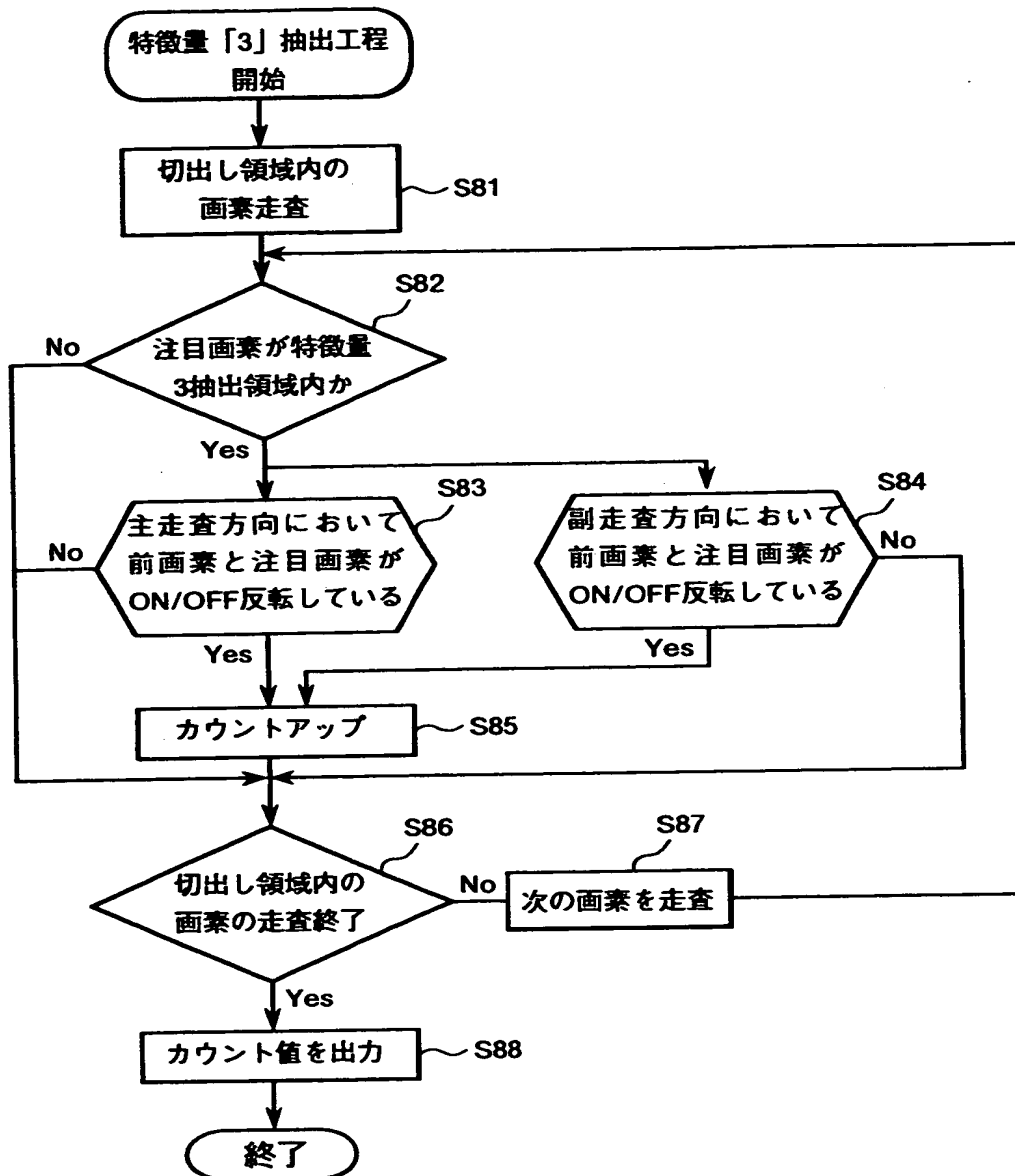 特徴量「3」抽出工程
開始
切出し領域内の
画素走査
S81
S82
No
注目画素が特徴量
3抽出領域内か
Yes
S83
主走査方向において
前画素と注目画素が
ON/OFF反転している
No
Yes
S84
副走査方向において
前画素と注目画素が
ON/OFF反転している
No
Yes
カウントアップ
S85
S86
切出し領域内の
画素の走査終了
No
S87
次の画素を走査
Yes
カウント値を出力
S88
終了